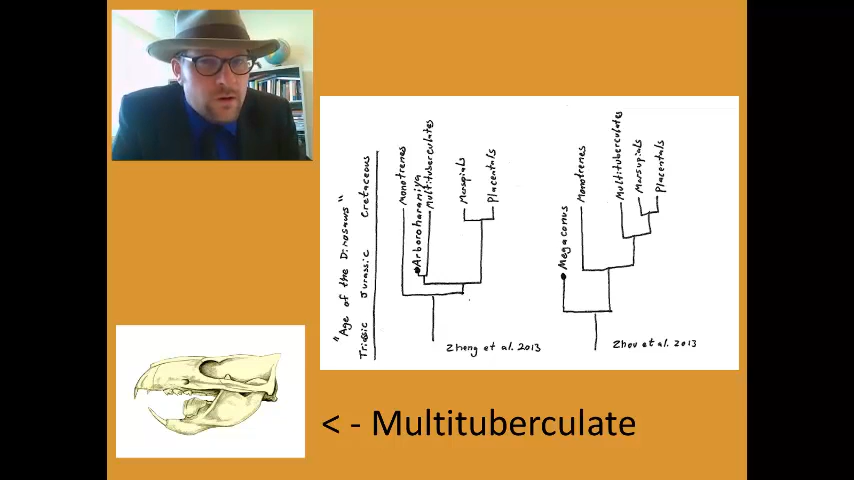 "Age of the Dinosaurs"
Triassic Jurassic Cretaceous
Monotremes
Arboroharamiya
Multituberculates
Marsupials
Placentals
Zheng et al. 2013
Megaconus
Monotremes
Multituberculates
Marsupials
Placentals
Zhou et al. 2013
< - Multituberculate